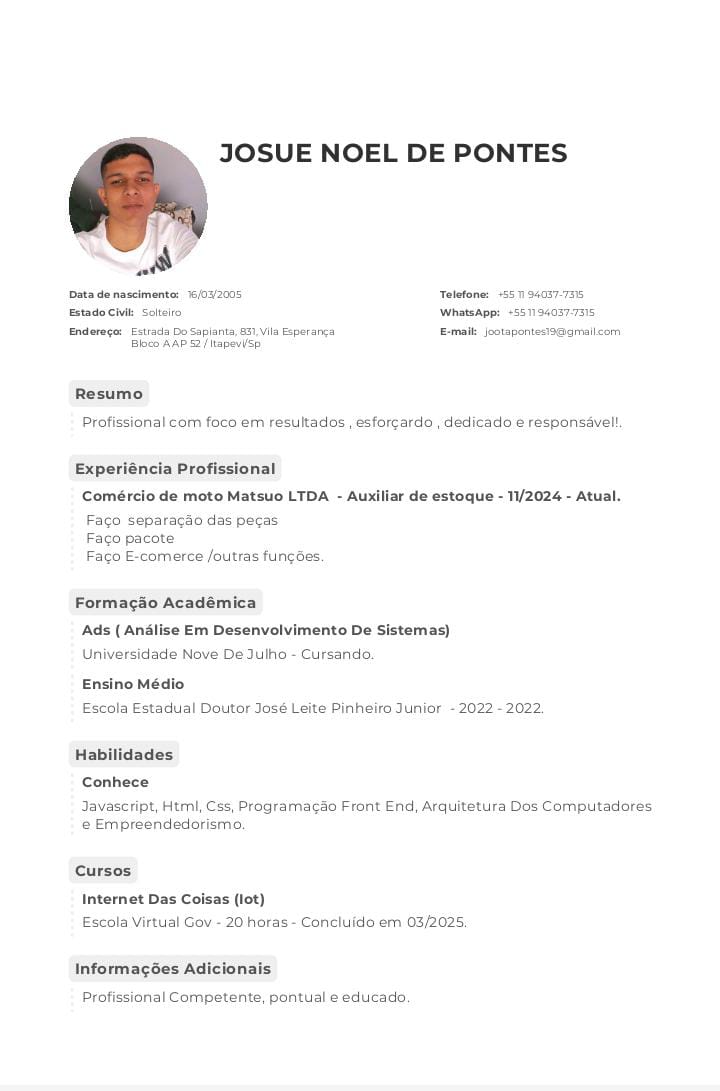 JOSUE NOEL DE PONTES
Data de nascimento: 16/03/2005
Estado Civil: Solteiro
Endereço: Estrada Do Sapianta, 831, Vila Esperança
Bloco A AP 52 / Itapevi/Sp
Telefone: +55 11 94037-7315
WhatsApp: +55 11 94037-7315
E-mail: jootapontes19@gmail.com
Resumo
Profissional com foco em resultados , esforçardo , dedicado e responsável!.
Experiência Profissional
Comércio de moto Matsuo LTDA - Auxiliar de estoque - 11/2024 - Atual.
Faço separação das peças
Faço pacote
Faço E-comerce /outras funções.
Formação Acadêmica
Ads ( Análise Em Desenvolvimento De Sistemas)
Universidade Nove De Julho - Cursando.
Ensino Médio
Escola Estadual Doutor José Leite Pinheiro Junior - 2022 - 2022.
Habilidades
Conhece
Javascript, Html, Css, Programação Front End, Arquitetura Dos Computadores
e Empreendedorismo.
Cursos
Internet Das Coisas (Iot)
Escola Virtual Gov - 20 horas - Concluído em 03/2025.
Informações Adicionais
Profissional Competente, pontual e educado.